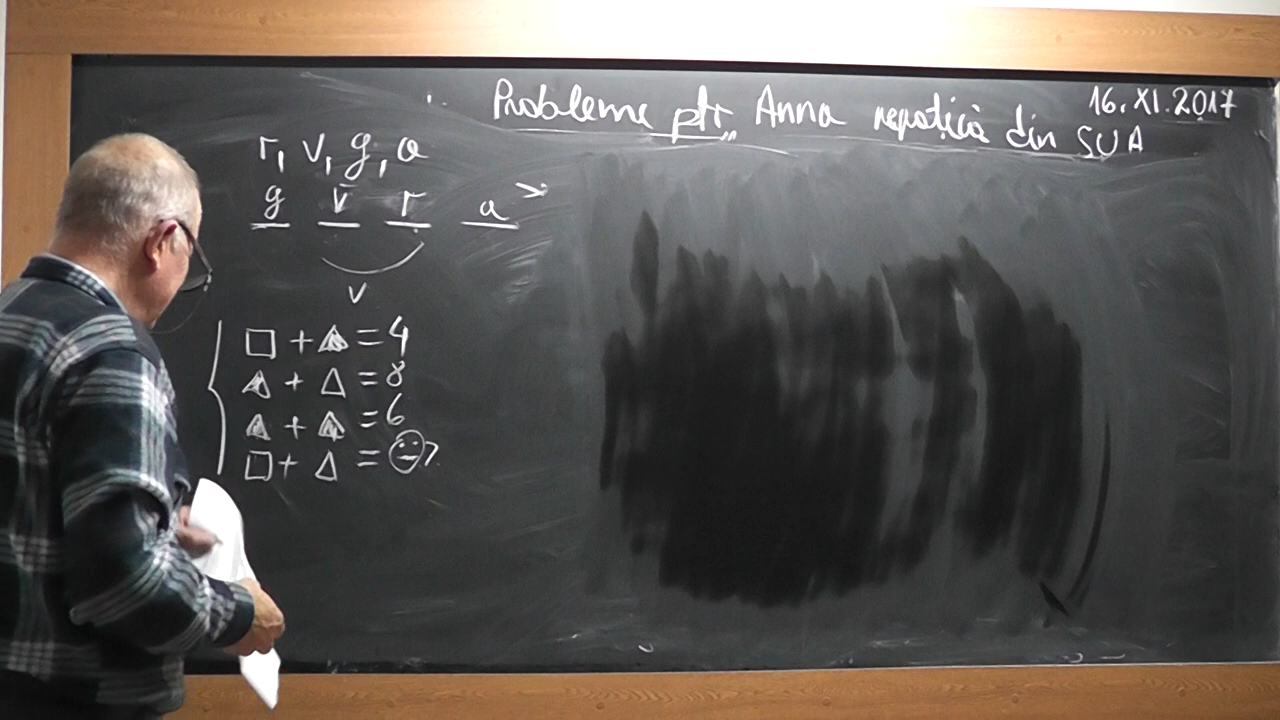 Probleme ptr Anna nepoțica din SUA
16.XI.2017
r, v, g, a
g v r a >
v
□ + ▲ = 4
▲ + △ = 8
▲ + ▲ = 6
□ + △ = ☺?